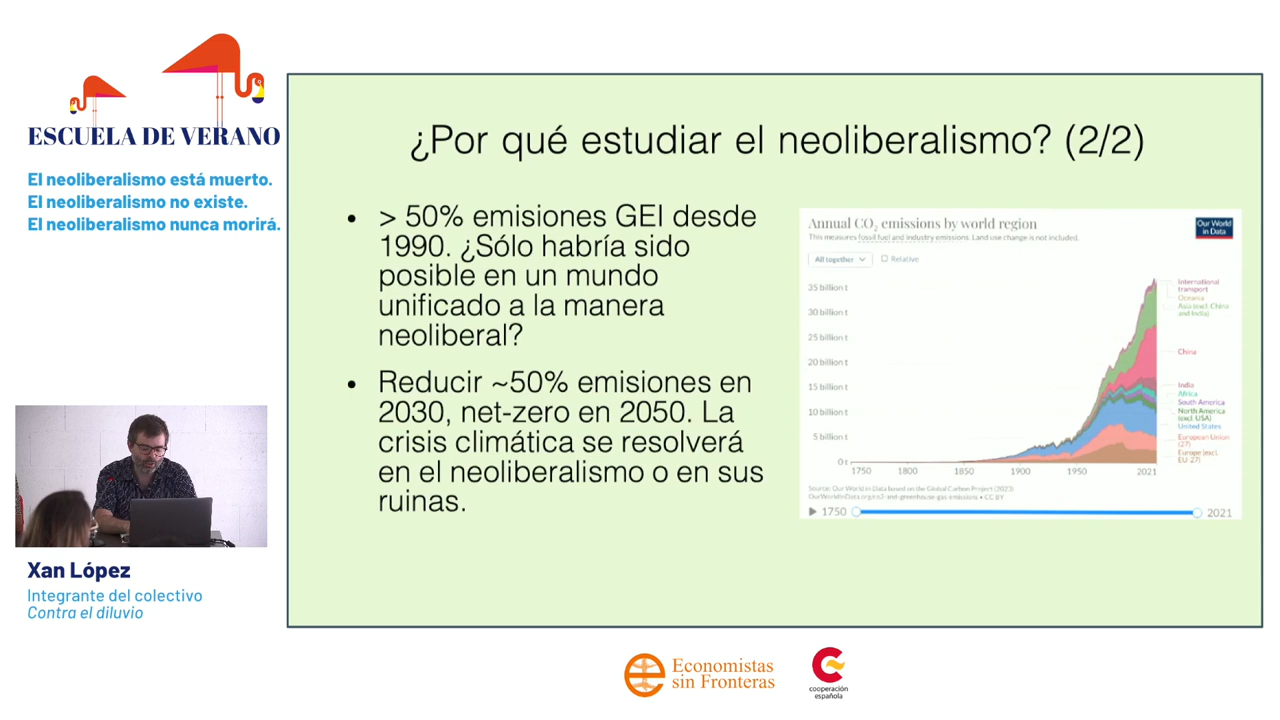 ESCUELA DE VERANO
El neoliberalismo está muerto.
El neoliberalismo no existe.
El neoliberalismo nunca morirá.
Xan López
Integrante del colectivo
Contra el diluvio
¿Por qué estudiar el neoliberalismo? (2/2)
• > 50% emisiones GEI desde
1990. ¿Sólo habría sido
posible en un mundo
unificado a la manera
neoliberal?
• Reducir ~50% emisiones en
2030, net-zero en 2050. La
crisis climática se resolverá
en el neoliberalismo o en sus
ruinas.
Annual CO₂ emissions by world region
This measures fossil fuel and industry emissions. Land use change is not included.
Our World
in Data
All together
Relative
35 billion t
30 billion t
25 billion t
20 billion t
15 billion t
10 billion t
5 billion t
0 t
1750 1800 1850 1900 1950 2021
International
transport
Oceania
Asia (excl. China
and India)
China
India
Africa
South America
North America
(excl. USA)
United States
European Union
(27)
Europe (excl.
EU-27)
Source: Our World in Data based on the Global Carbon Project (2023)
OurWorldInData.org/co2-and-greenhouse-gas-emissions • CC BY
1750 2021
Economistas
sin Fronteras
cooperación
española